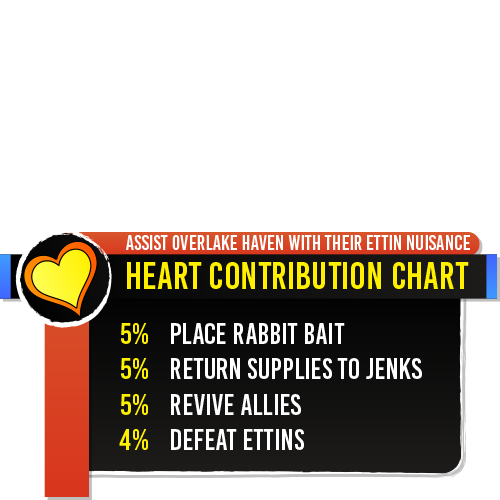 ASSIST OVERLAKE HAVEN WITH THEIR ETTIN NUISANCE
HEART CONTRIBUTION CHART
5% PLACE RABBIT BAIT
5% RETURN SUPPLIES TO JENKS
5% REVIVE ALLIES
4% DEFEAT ETTINS